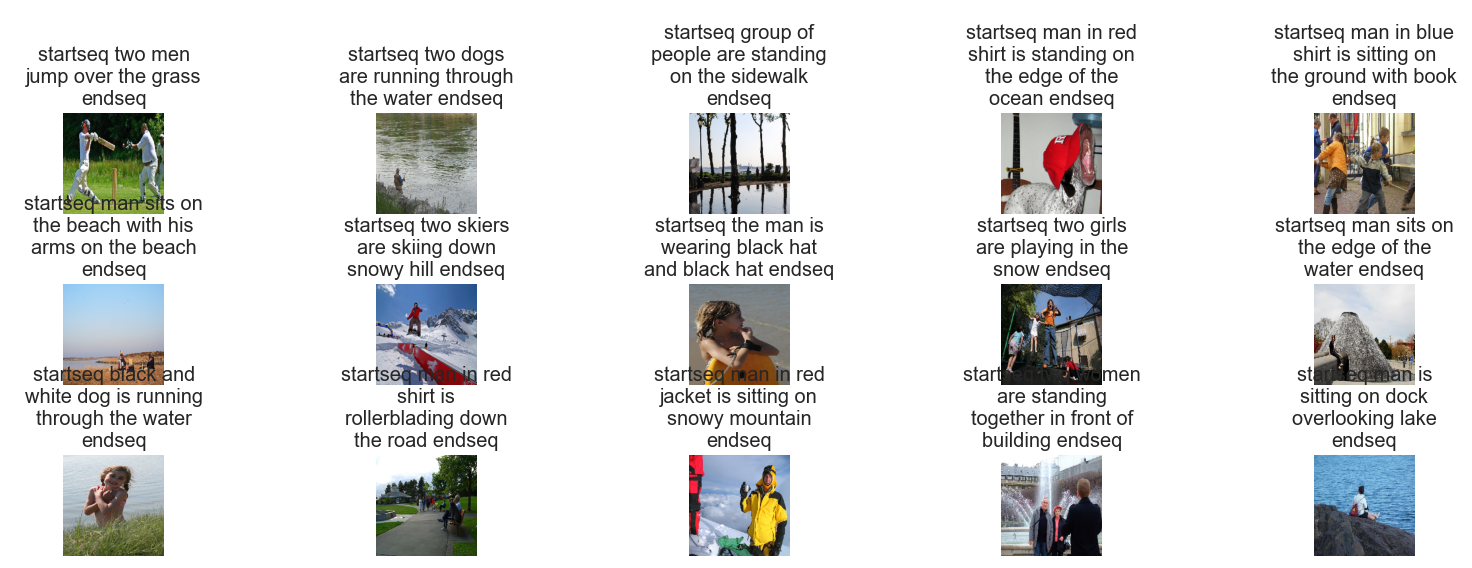 startseq two men
jump over the grass
endseq
startseq two dogs
are running through
the water endseq
startseq group of
people are standing
on the sidewalk
endseq
startseq man in red
shirt is standing on
the edge of the
ocean endseq
startseq man in blue
shirt is sitting on
the ground with book
endseq
startseq man sits on
the beach with his
arms on the beach
endseq
startseq two skiers
are skiing down
snowy hill endseq
startseq the man is
wearing black hat
and black hat endseq
startseq two girls
are playing in the
snow endseq
startseq man sits on
the edge of the
water endseq
startseq black and
white dog is running
through the water
endseq
startseq man in red
shirt is
rollerblading down
the road endseq
startseq man in red
jacket is sitting on
snowy mountain
endseq
startseq two women
are standing
together in front of
building endseq
startseq man is
sitting on dock
overlooking lake
endseq